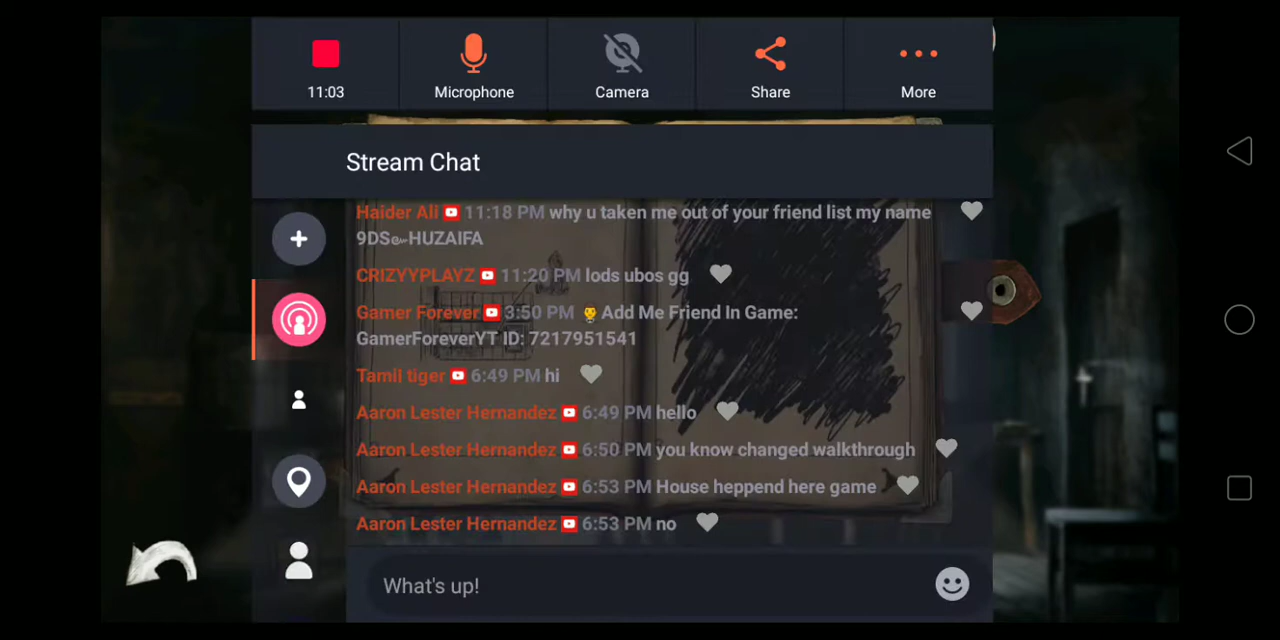 11:03
Microphone
Camera
Share
More
Stream Chat
Haider Ali 11:18 PM why u taken me out of your friend list my name
HUZAIFA
CRIZYYPLAYZ 11:20 PM lods ubos gg
Gamer Forever 3:50 PM Add Me Friend In Game:
GamerForeverYT ID: 7217951541
Tamil tiger 6:49 PM hi
Aaron Lester Hernandez 6:49 PM hello
Aaron Lester Hernandez 6:50 PM you know changed walkthrough
Aaron Lester Hernandez 6:53 PM House heppend here game
Aaron Lester Hernandez 6:53 PM no
What's up!